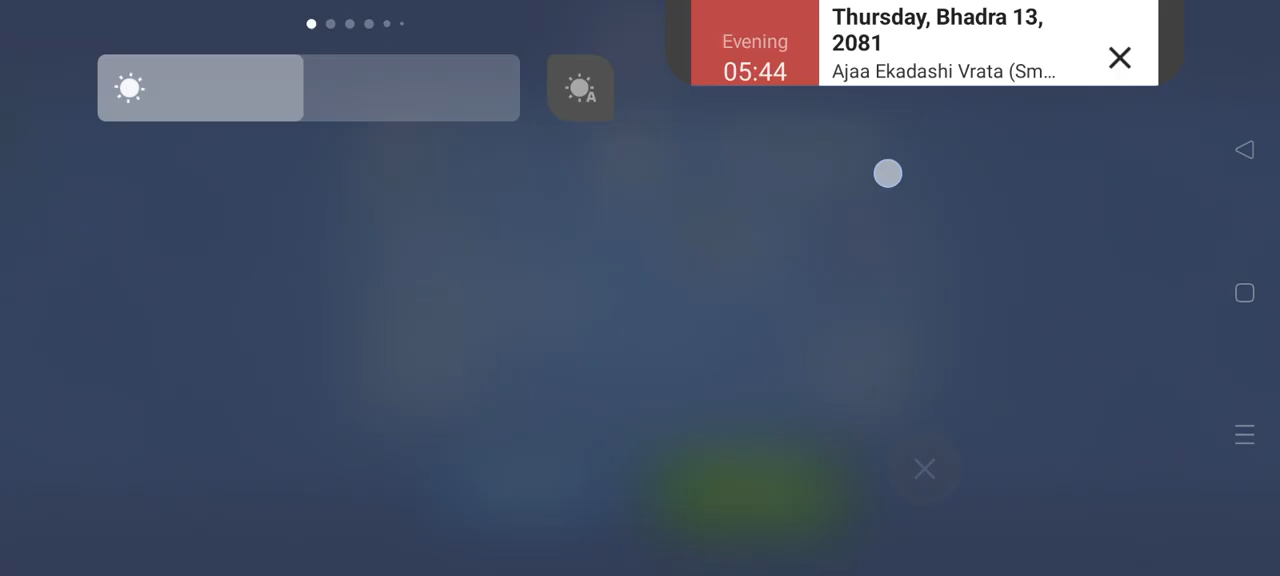 Evening
05:44
Thursday, Bhadra 13,
2081
Ajaa Ekadashi Vrata (Sm...
A